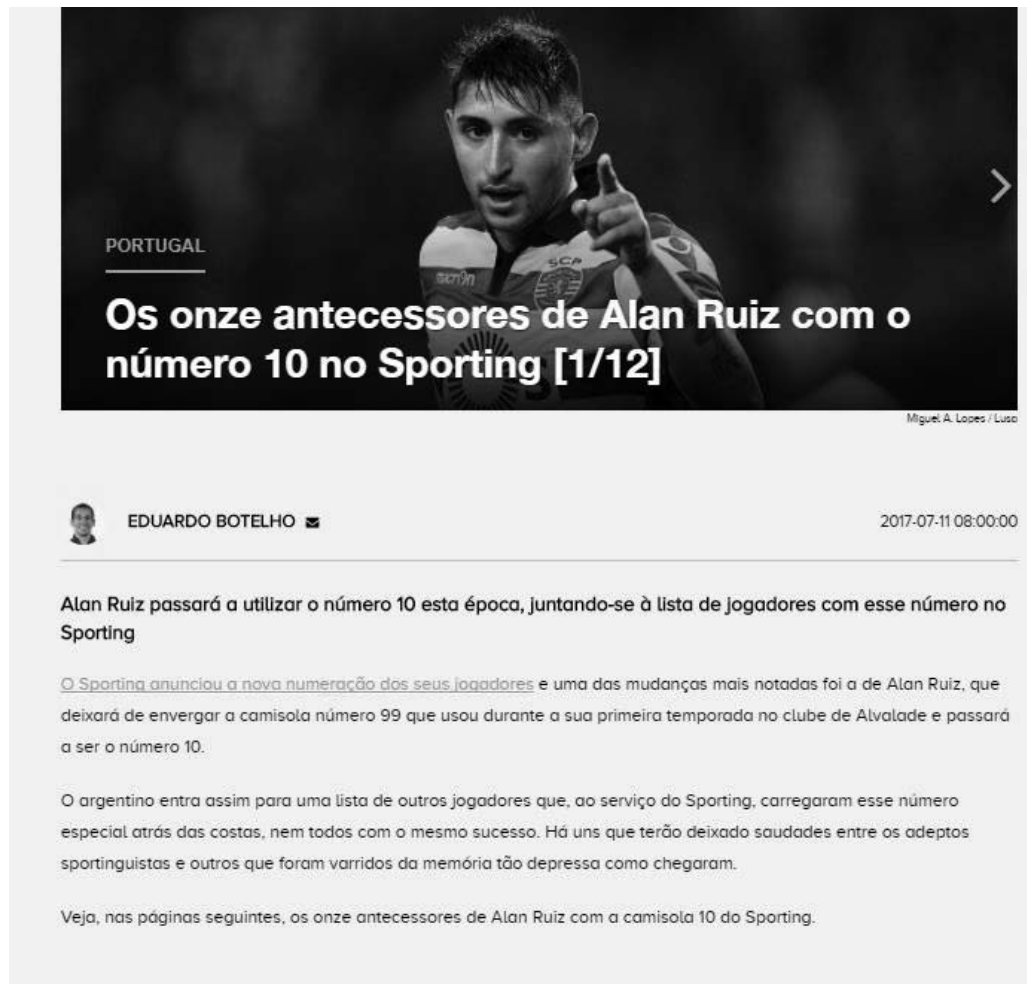 SCP
PORTUGAL
Os onze antecessores de Alan Ruiz com o
número 10 no Sporting [1/12]
Miguel A. Lopes / Lusa
EDUARDO BOTELHO
2017-07-11 08:00:00
Alan Ruiz passará a utilizar o número 10 esta época, juntando-se à lista de jogadores com esse número no
Sporting
O Sporting anunciou a nova numeração dos seus jogadores e uma das mudanças mais notadas foi a de Alan Ruiz, que
deixará de envergar a camisola número 99 que usou durante a sua primeira temporada no clube de Alvalade e passará
a ser o número 10.
O argentino entra assim para uma lista de outros jogadores que, ao serviço do Sporting, carregaram esse número
especial atrás das costas, nem todos com o mesmo sucesso. Há uns que terão deixado saudades entre os adeptos
sportinguistas e outros que foram varridos da memória tão depressa como chegaram.
Veja, nas páginas seguintes, os onze antecessores de Alan Ruiz com a camisola 10 do Sporting.